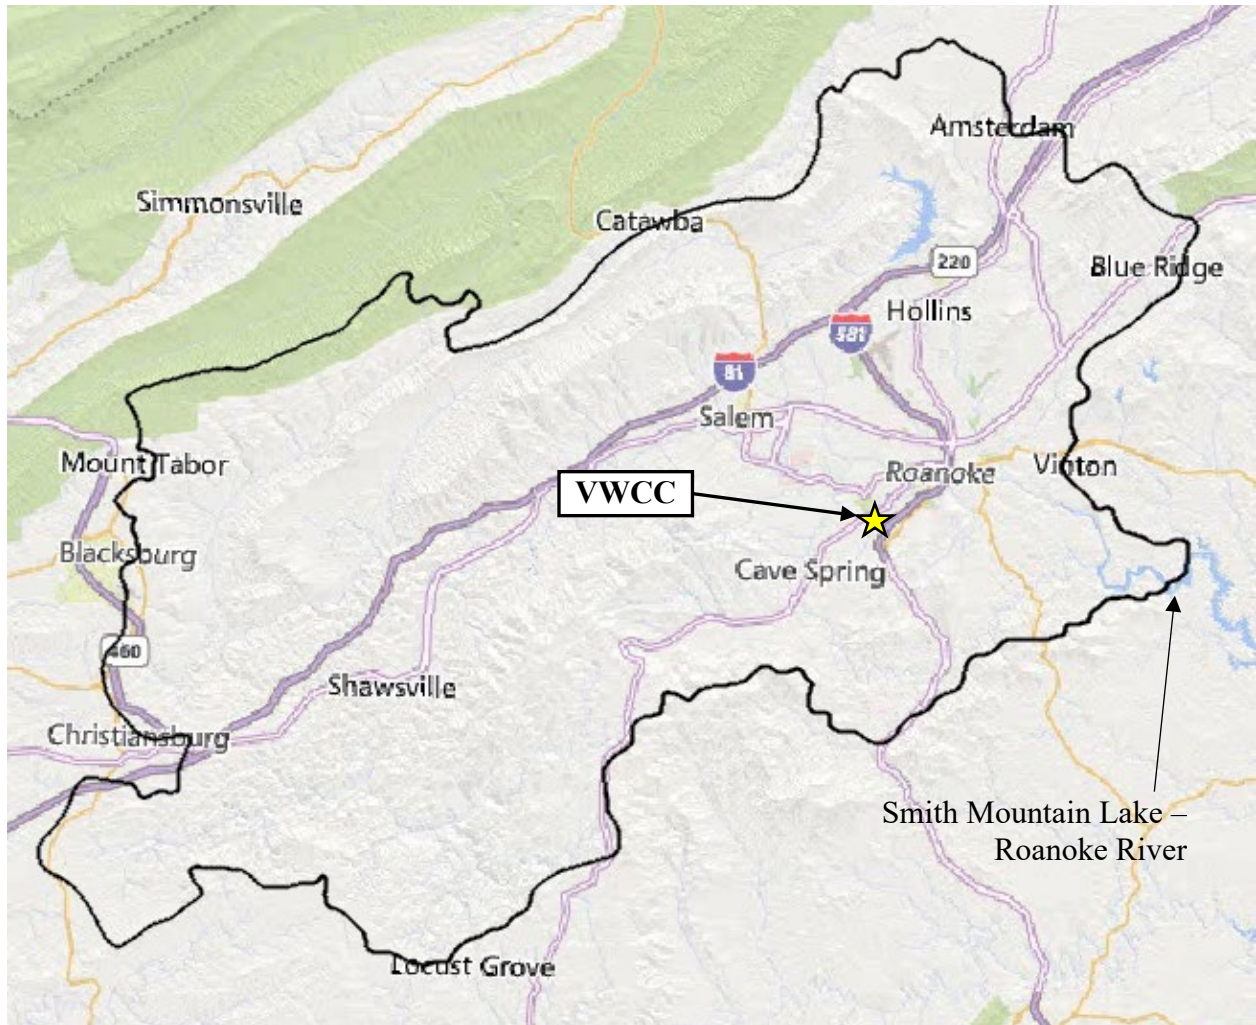 Amsterdam
Simmonsville
Catawba
220
Blue Ridge
Hollins
581
81
Salem
Mount Tabor
Roanoke
Vinton
VWCC
Blacksburg
Cave Spring
460
Shawsville
Christiansburg
Smith Mountain Lake –
Roanoke River
Locust Grove